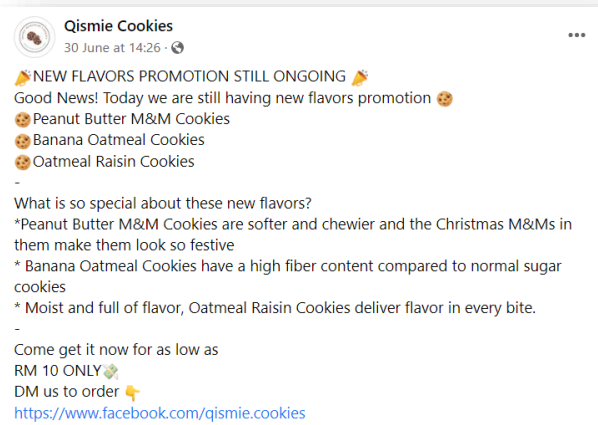 Qismie Cookies
30 June at 14:26 ·
🎉NEW FLAVORS PROMOTION STILL ONGOING 🎉
Good News! Today we are still having new flavors promotion 🍪
🍪Peanut Butter M&M Cookies
🍪Banana Oatmeal Cookies
🍪Oatmeal Raisin Cookies
-
What is so special about these new flavors?
*Peanut Butter M&M Cookies are softer and chewier and the Christmas M&Ms in
them make them look so festive
* Banana Oatmeal Cookies have a high fiber content compared to normal sugar
cookies
* Moist and full of flavor, Oatmeal Raisin Cookies deliver flavor in every bite.
-
Come get it now for as low as
RM 10 ONLY💸
DM us to order 👇
https://www.facebook.com/qismie.cookies